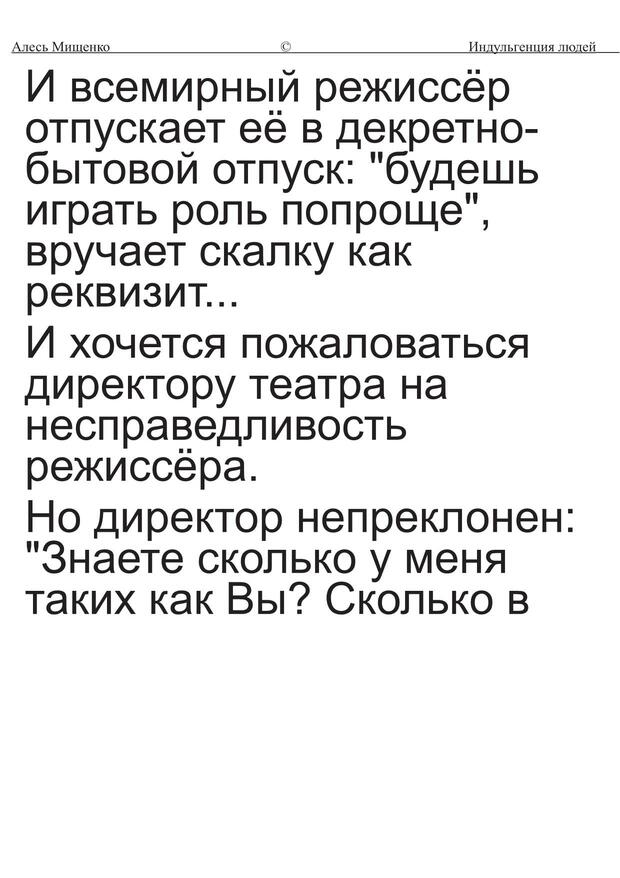 Алесь Мищенко © Индульгенция людей
И всемирный режиссёр
отпускает её в декретно-
бытовой отпуск: "будешь
играть роль попроще",
вручает скалку как
реквизит...
И хочется пожаловаться
директору театра на
несправедливость
режиссёра.
Но директор непреклонен:
"Знаете сколько у меня
таких как Вы? Сколько в